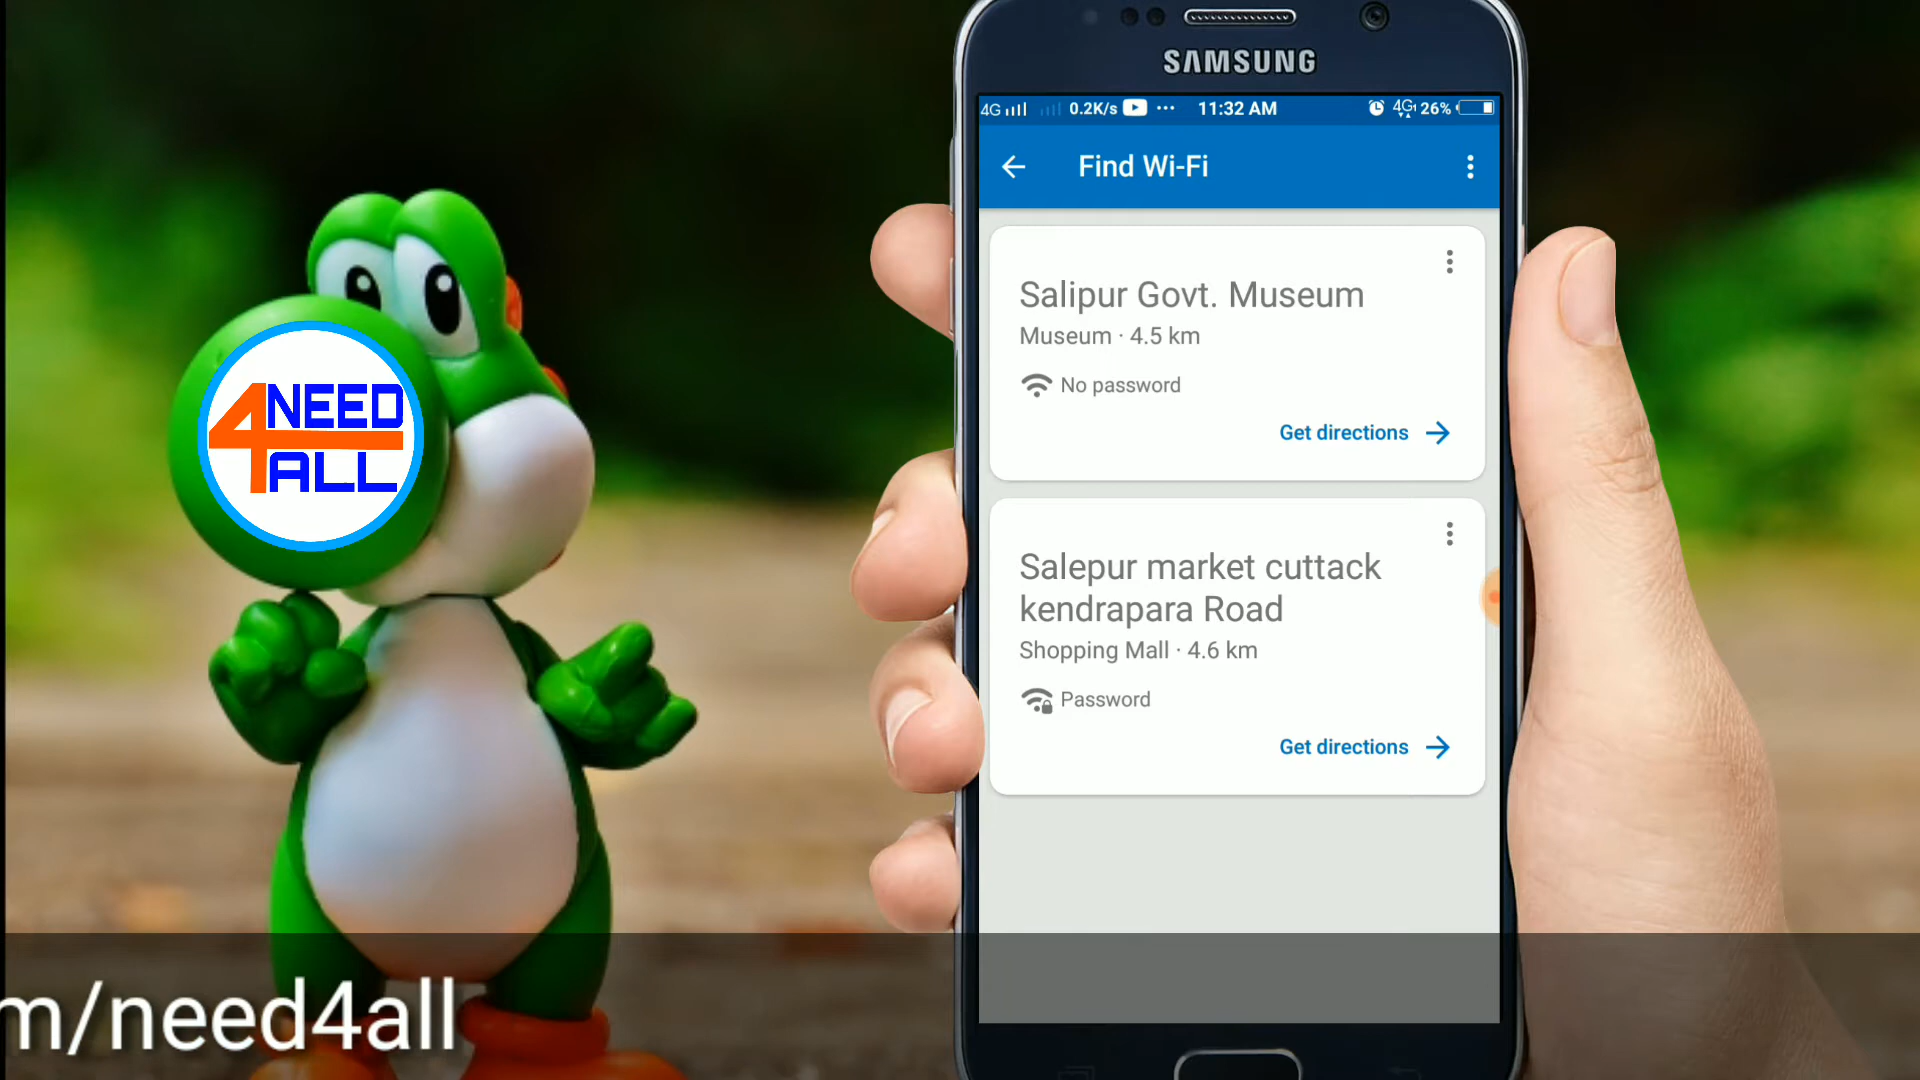 SAMSUNG
4G 0.2K/s ... 11:32 AM 4G 26%
Find Wi-Fi
Salipur Govt. Museum
Museum · 4.5 km
No password
Get directions
Salepur market cuttack
kendrapara Road
Shopping Mall · 4.6 km
Password
Get directions
4NEED
ALL
m/need4all